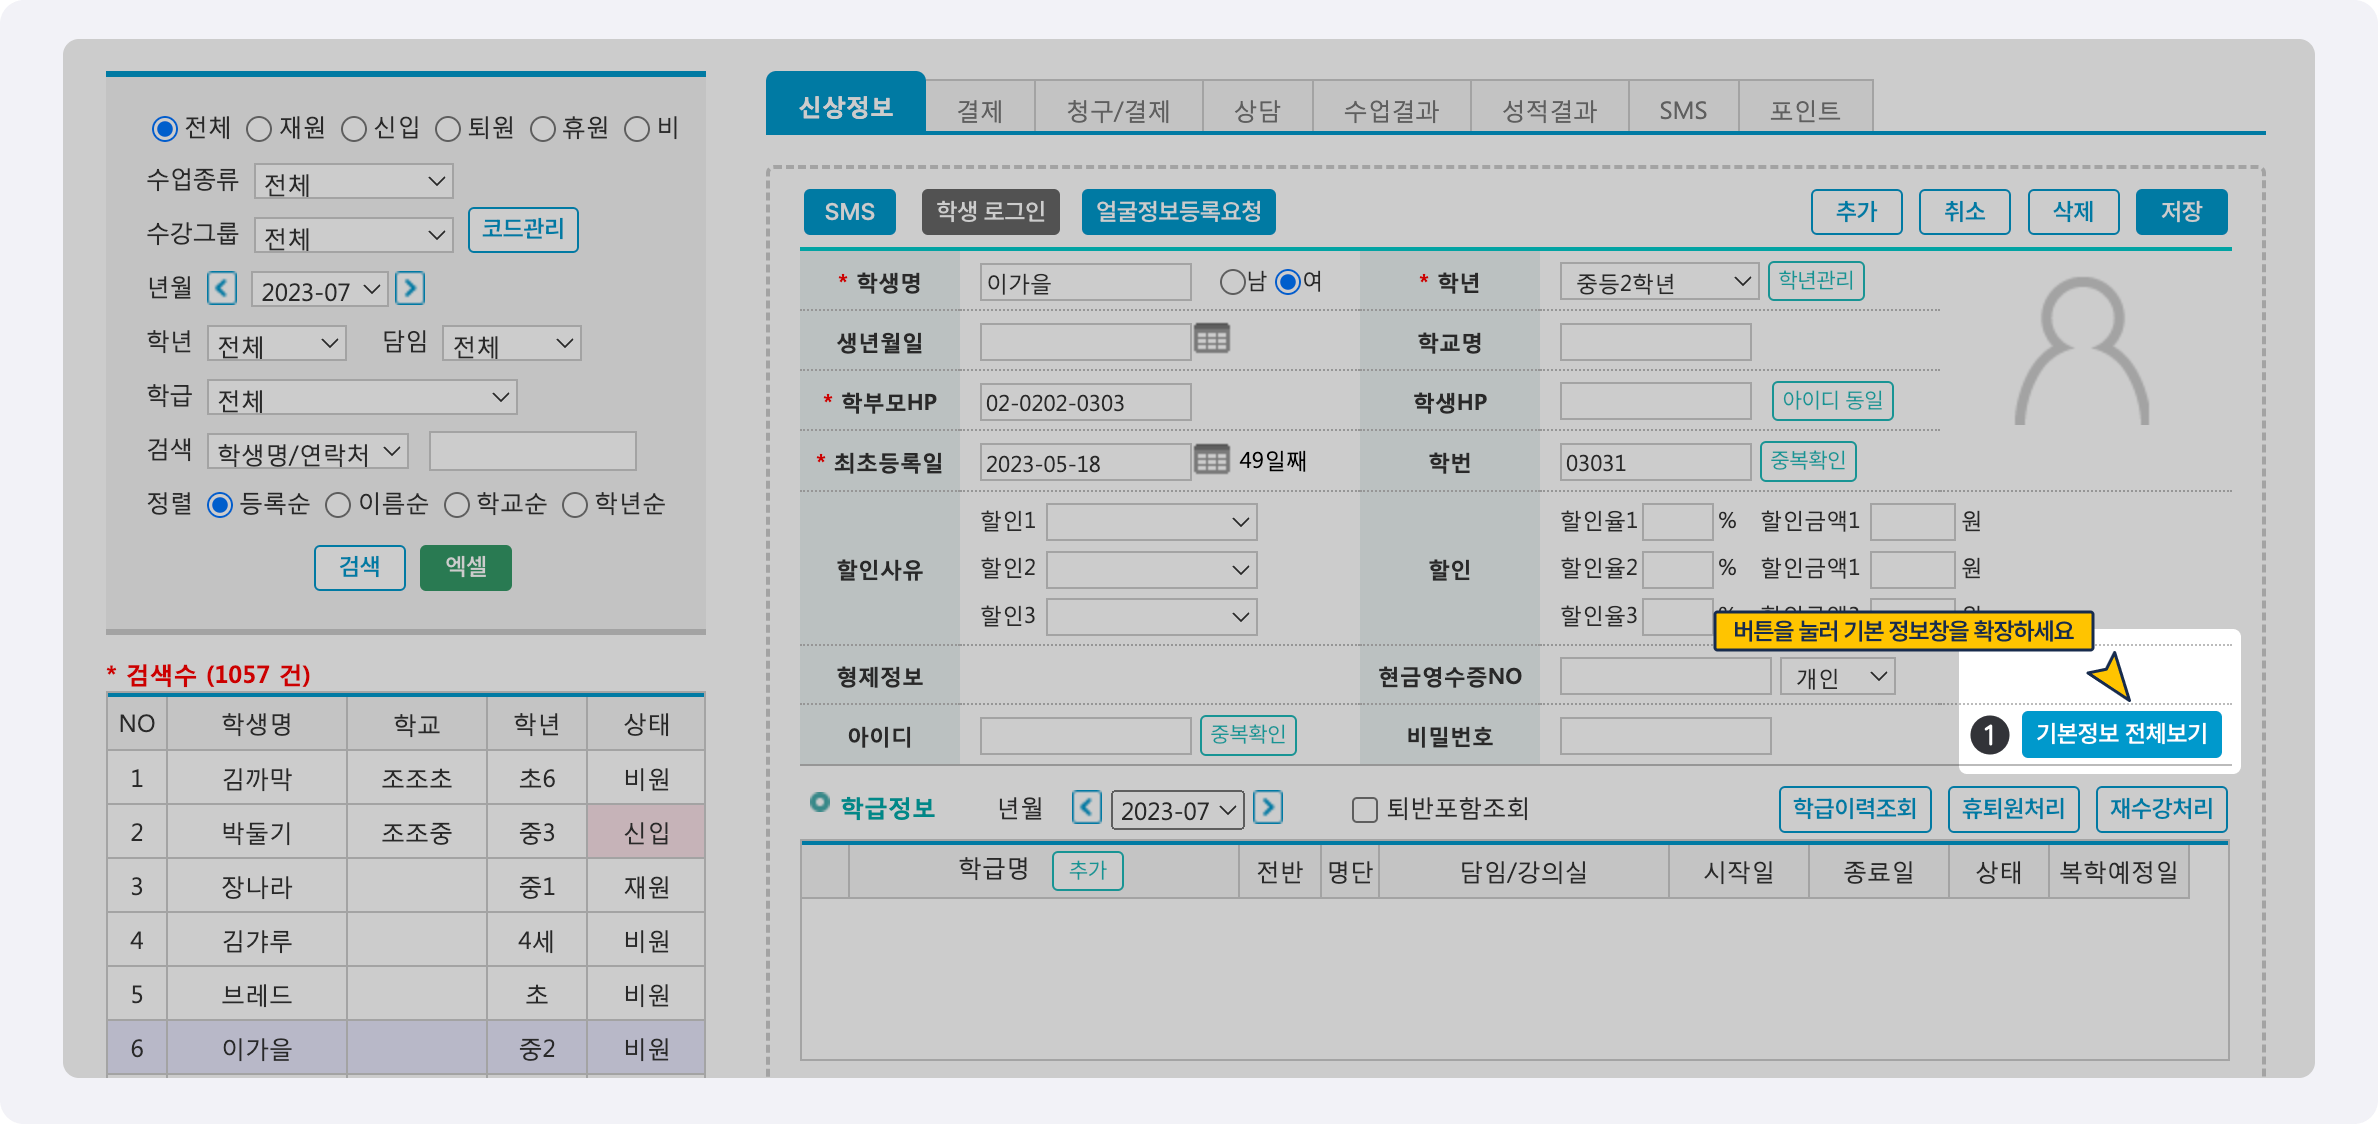 전체 재원 신입 퇴원 휴원 비
수업종류 전체
수강그룹 전체 코드관리
년월 2023-07
학년 전체 담임 전체
학급 전체
검색 학생명/연락처
정렬 등록순 이름순 학교순 학년순
검색 엑셀
* 검색수 (1057 건)
NO 학생명 학교 학년 상태
1 김까막 조조초 초6 비원
2 박둘기 조조중 중3 신입
3 장나라 중1 재원
4 김갸루 4세 비원
5 브레드 초 비원
6 이가을 중2 비원
신상정보 결제 청구/결제 상담 수업결과 성적결과 SMS 포인트
SMS 학생 로그인 얼굴정보등록요청 추가 취소 삭제 저장
* 학생명 이가을 남 여 * 학년 중등2학년 학년관리
생년월일 학교명
* 학부모HP 02-0202-0303 학생HP 아이디 동일
* 최초등록일 2023-05-18 49일째 학번 03031 중복확인
할인사유 할인1 할인 할인율1 % 할인금액1 원
할인2 할인율2 % 할인금액1 원
할인3 할인율3
버튼을 눌러 기본 정보창을 확장하세요
형제정보 현금영수증NO 개인
아이디 중복확인 비밀번호 1 기본정보 전체보기
학급정보 년월 2023-07 퇴반포함조회 학급이력조회 휴퇴원처리 재수강처리
학급명 추가 전반 명단 담임/강의실 시작일 종료일 상태 복학예정일